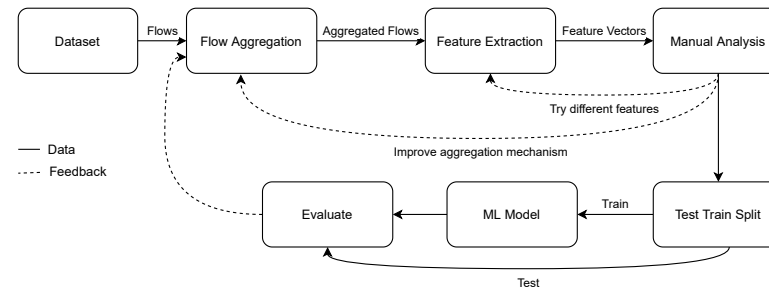 Dataset
Flows
Flow Aggregation
Aggregated Flows
Feature Extraction
Feature Vectors
Manual Analysis
Try different features
Improve aggregation mechanism
Data
Feedback
Evaluate
ML Model
Train
Test Train Split
Test